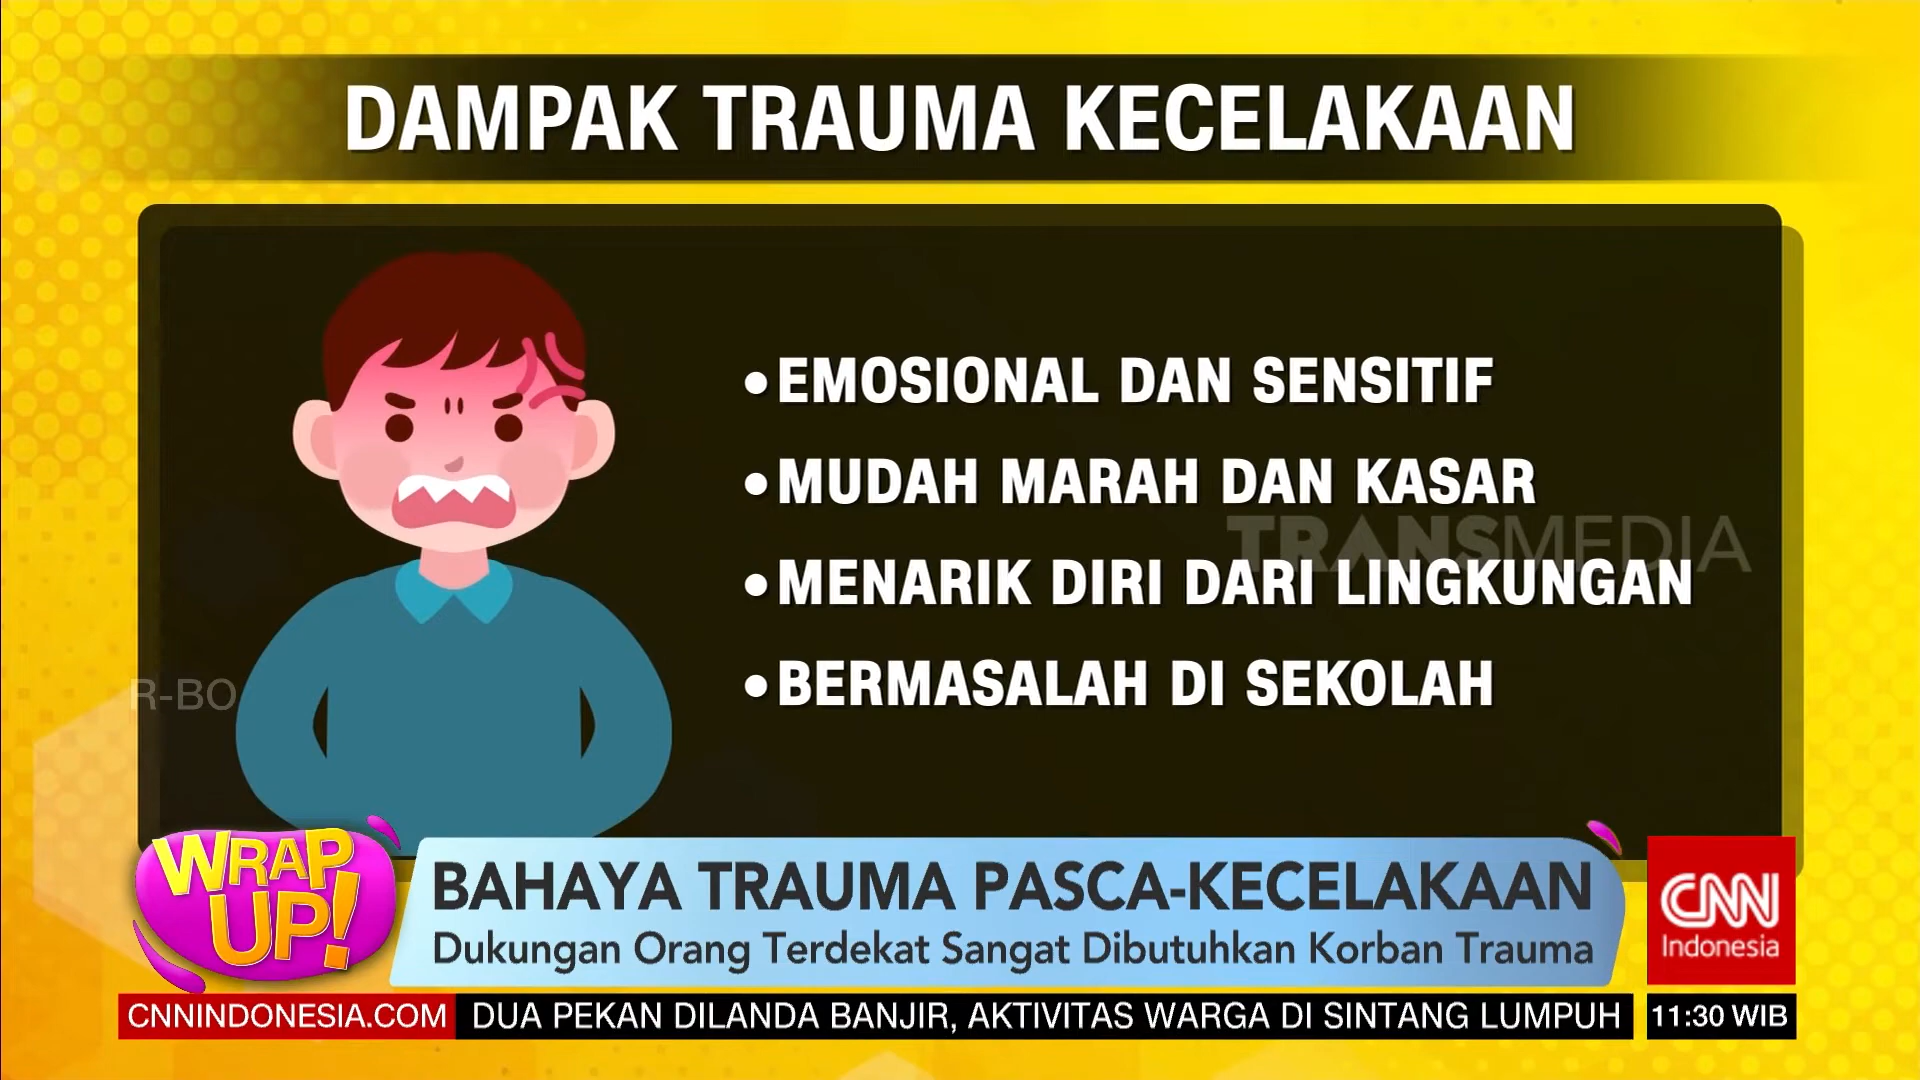 DAMPAK TRAUMA KECELAKAAN
•EMOSIONAL DAN SENSITIF
•MUDAH MARAH DAN KASAR
TRANSMEDIA
•MENARIK DIRI DARI LINGKUNGAN
•BERMASALAH DI SEKOLAH
R-BO
WRAP
UP!
BAHAYA TRAUMA PASCA-KECELAKAAN
Dukungan Orang Terdekat Sangat Dibutuhkan Korban Trauma
CNN
Indonesia
CNNINDONESIA.COM DUA PEKAN DILANDA BANJIR, AKTIVITAS WARGA DI SINTANG LUMPUH 11:30 WIB